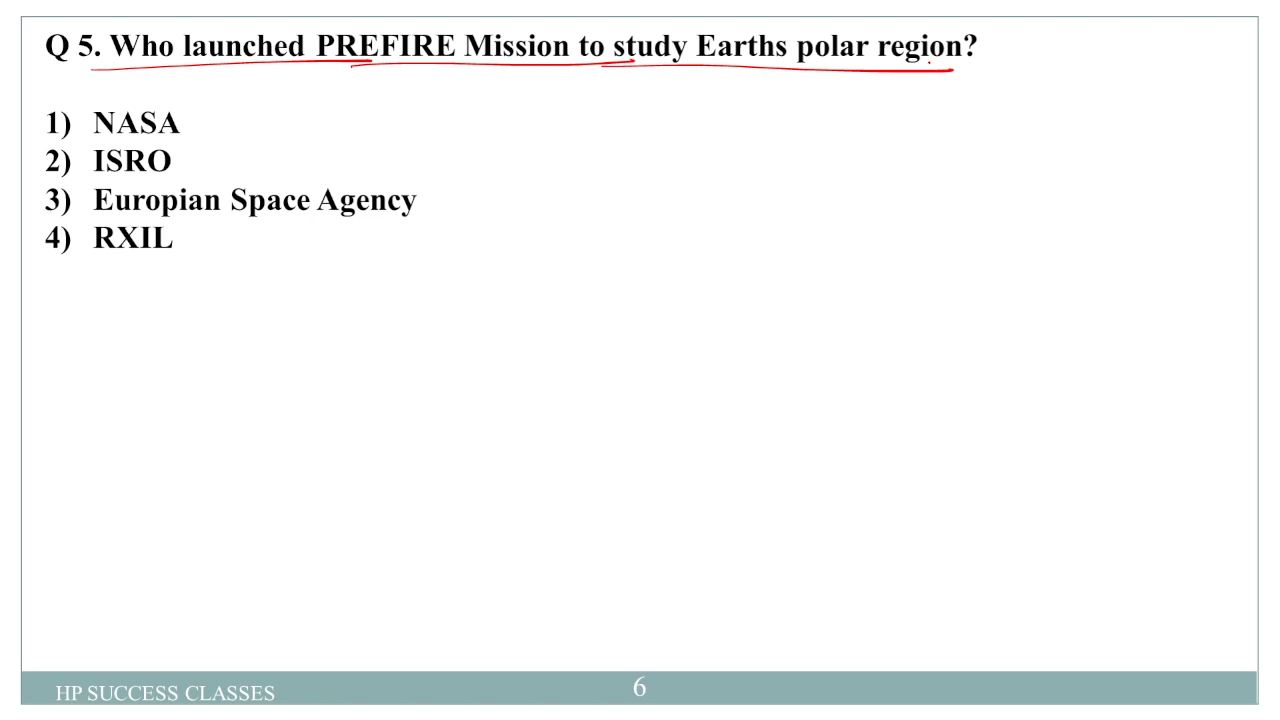 Q 5. Who launched PREFIRE Mission to study Earths polar region?
1) NASA
2) ISRO
3) Europian Space Agency
4) RXIL
HP SUCCESS CLASSES
6